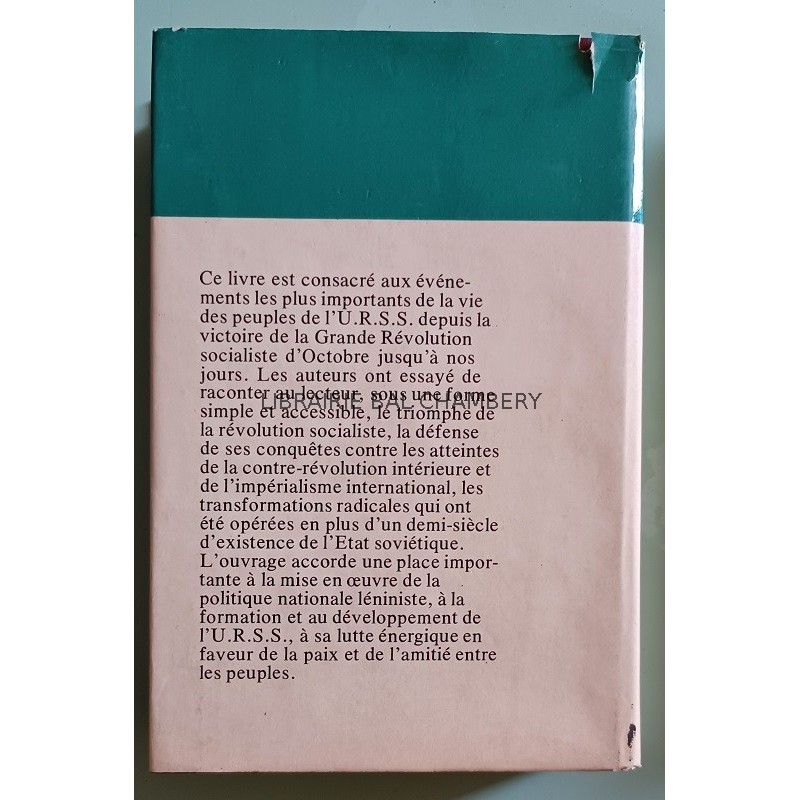 Ce livre est consacré aux événe-
ments les plus importants de la vie
des peuples de l'U.R.S.S. depuis la
victoire de la Grande Révolution
socialiste d'Octobre jusqu'à nos
jours. Les auteurs ont essayé de
raconter au lecteur, sous une forme
LIBRAIRIE BAL CHAMBERY
simple et accessible, le triomphe de
la révolution socialiste, la défense
de ses conquêtes contre les atteintes
de la contre-révolution intérieure et
de l'impérialisme international, les
transformations radicales qui ont
été opérées en plus d'un demi-siècle
d'existence de l'Etat soviétique.
L'ouvrage accorde une place impor-
tante à la mise en œuvre de la
politique nationale léniniste, à la
formation et au développement de
l'U.R.S.S., à sa lutte énergique en
faveur de la paix et de l'amitié entre
les peuples.